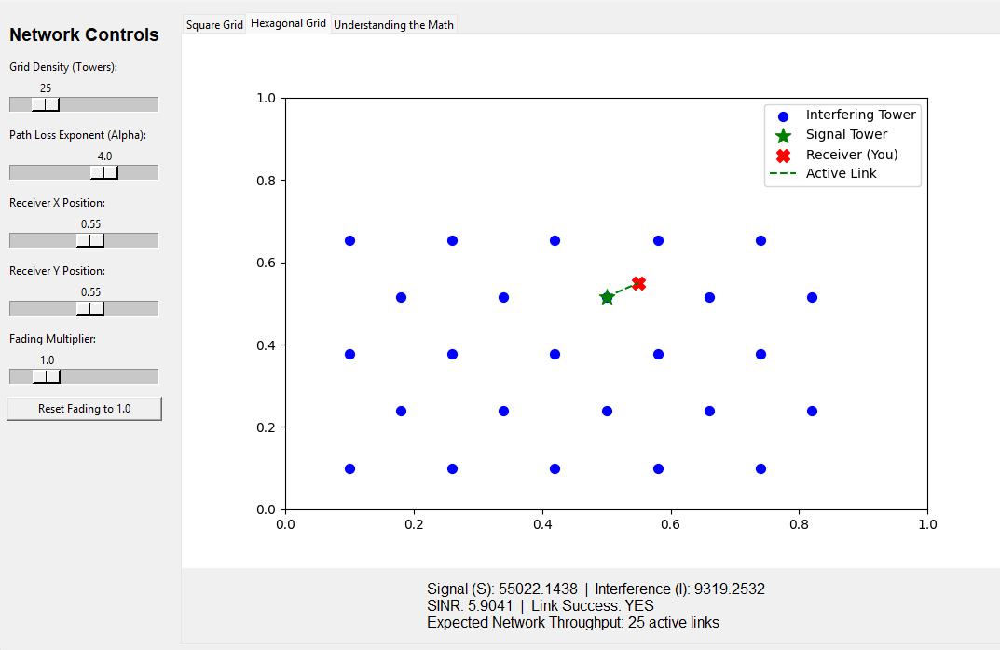 Network Controls
Grid Density (Towers):
25
Path Loss Exponent (Alpha):
4.0
Receiver X Position:
0.55
Receiver Y Position:
0.55
Fading Multiplier:
1.0
Reset Fading to 1.0
Square Grid
Hexagonal Grid
Understanding the Math
1.0
0.8
0.6
0.4
0.2
0.0
0.0
0.2
0.4
0.6
0.8
1.0
Interfering Tower
Signal Tower
Receiver (You)
Active Link
Signal (S): 55022.1438 | Interference (I): 9319.2532
SINR: 5.9041 | Link Success: YES
Expected Network Throughput: 25 active links